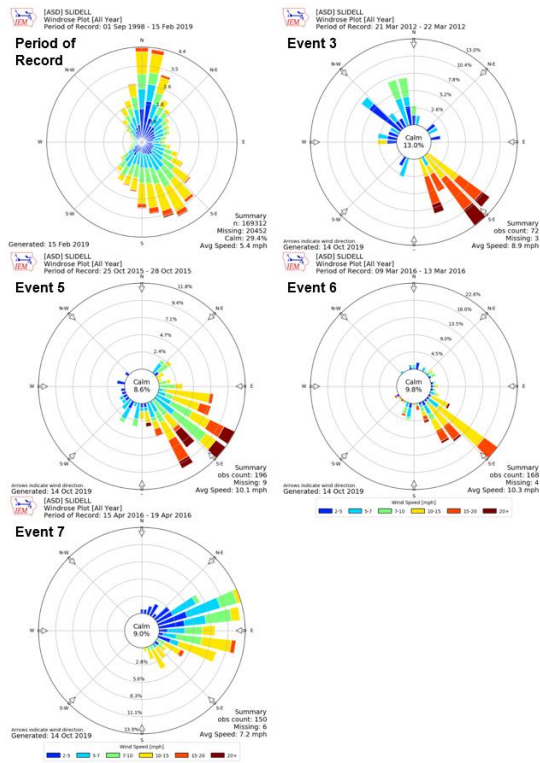 [ASD] SLIDELL
Windrose Plot [All Year]
Period of Record: 01 Sep 1998 - 15 Feb 2019
IEM
Period of
Record
N
4.4
3.5
N-W
N-E
W
E
S-W
S-E
S
Summary
n: 169312
Missing: 20452
Calm: 29.4%
Avg Speed: 5.4 mph
Generated: 15 Feb 2019
[ASD] SLIDELL
Windrose Plot [All Year]
Period of Record: 21 Mar 2012 - 22 Mar 2012
IEM
Event 3
N
13.0%
10.4%
7.8%
5.2%
2.6%
N-W
N-E
Calm
13.0%
W
E
S-W
S-E
Summary
obs count: 72
Missing: 3
Avg Speed: 8.9 mph
Arrows indicate wind direction
Generated: 14 Oct 2019
[ASD] SLIDELL
Windrose Plot [All Year]
Period of Record: 25 Oct 2015 - 28 Oct 2015
IEM
Event 5
11.8%
9.4%
7.1%
4.7%
2.4%
N-W
N-E
Calm
8.6%
W
E
S-W
S-E
Summary
obs count: 196
Missing: 9
Avg Speed: 10.1 mph
Arrows indicate wind direction
Generated: 14 Oct 2019
[ASD] SLIDELL
Windrose Plot [All Year]
Period of Record: 09 Mar 2016 - 13 Mar 2016
IEM
Event 6
22.6%
18.0%
13.5%
9.0%
4.5%
N-W
N-E
Calm
9.8%
W
E
S-W
S-E
S
Summary
obs count: 168
Missing: 4
Avg Speed: 10.3 mph
Arrows indicate wind direction
Generated: 14 Oct 2019
Wind Speed [mph]
2-5 5-7 7-10 10-15 15-20 20+
[ASD] SLIDELL
Windrose Plot [All Year]
Period of Record: 15 Apr 2016 - 19 Apr 2016
IEM
Event 7
N
N-W
N-E
Calm
9.0%
W
E
2.8%
5.6%
8.3%
11.1%
13.9%
S-W
S-E
Summary
obs count: 150
Missing: 6
Avg Speed: 7.2 mph
Arrows indicate wind direction
Generated: 14 Oct 2019
Wind Speed [mph]
2-5 5-7 7-10 10-15 15-20 20+